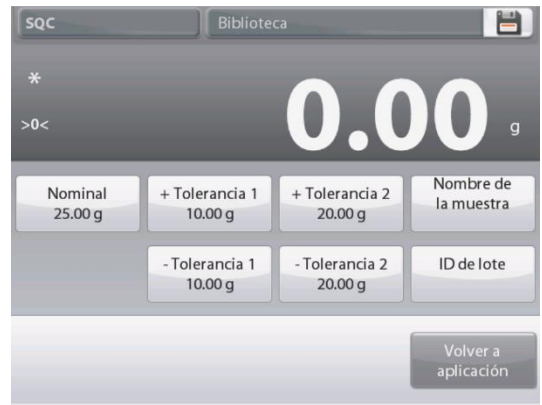 SQC
Biblioteca
*
>0<
0.00 g
Nominal
25.00 g
+ Tolerancia 1
10.00 g
+ Tolerancia 2
20.00 g
Nombre de
la muestra
- Tolerancia 1
10.00 g
- Tolerancia 2
20.00 g
ID de lote
Volver a
aplicación